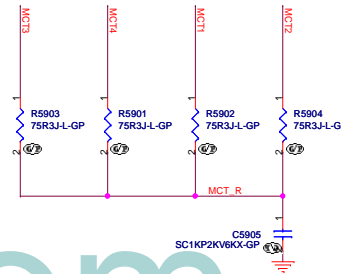 MCT3
MCT4
MCT1
MCT2
1
1
1
1
R5903
75R3J-L-GP
R5901
75R3J-L-GP
R5902
75R3J-L-GP
R5904
75R3J-L-G
2
2
2
2
MCT_R
1
C5905
SC1KP2KV6KX-GP
om